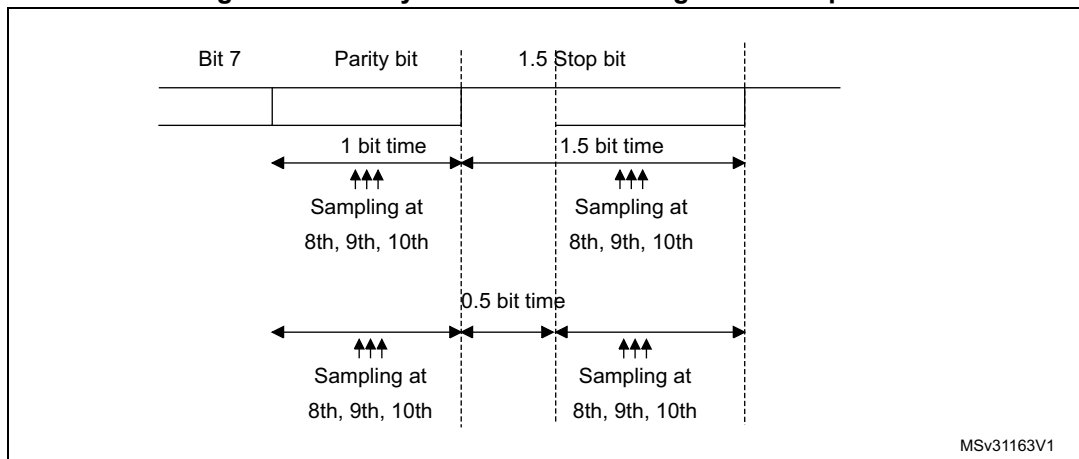 Bit 7 Parity bit 1.5 Stop bit
1 bit time 1.5 bit time
Sampling at Sampling at
8th, 9th, 10th 8th, 9th, 10th
0.5 bit time
Sampling at Sampling at
8th, 9th, 10th 8th, 9th, 10th
MSv31163V1